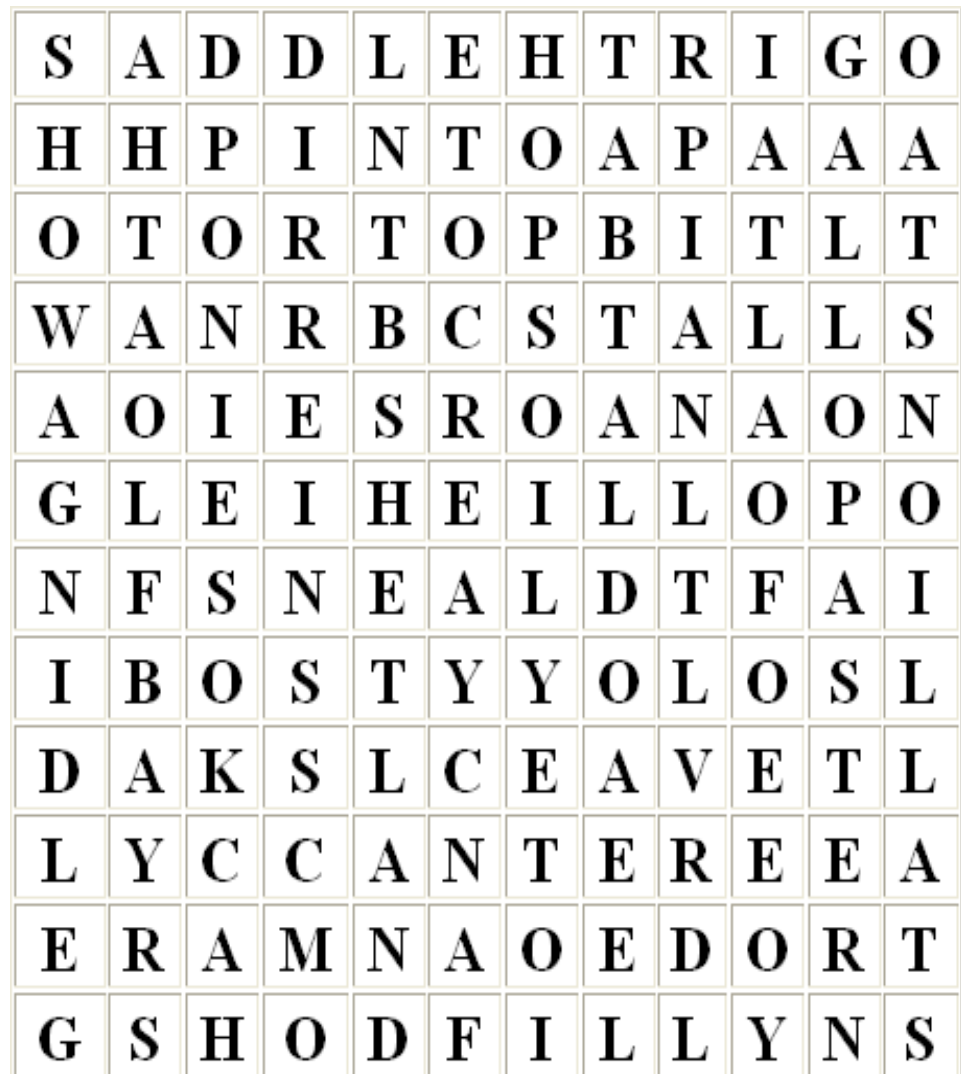 S A D D L E H T R I G O
H H P I N T O A P A A A
O T O R T O P B I T L T
W A N R B C S T A L L S
A O I E S R O A N A O N
G L E I H E I L L O P O
N F S N E A L D T F A I
I B O S T Y Y O L O S L
D A K S L C E A V E T L
L Y C C A N T E R E E A
E R A M N A O E D O R T
G S H O D F I L L Y N S